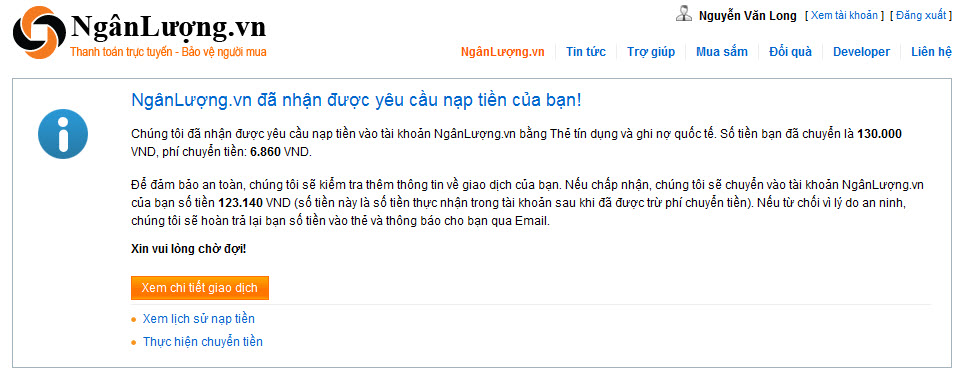 NgânLượng.vn
Thanh toán trực tuyến - Bảo vệ người mua
Nguyễn Văn Long [ Xem tài khoản ] [ Đăng xuất ]
NgânLượng.vn Tin tức Trợ giúp Mua sắm Đổi quà Developer Liên hệ
NgânLượng.vn đã nhận được yêu cầu nạp tiền của bạn!
Chúng tôi đã nhận được yêu cầu nạp tiền vào tài khoản NgânLượng.vn bằng Thẻ tín dụng và ghi nợ quốc tế. Số tiền bạn đã chuyển là 130.000
VND, phí chuyển tiền: 6.860 VND.
Để đảm bảo an toàn, chúng tôi sẽ kiểm tra thêm thông tin về giao dịch của bạn. Nếu chấp nhận, chúng tôi sẽ chuyển vào tài khoản NgânLượng.vn
của bạn số tiền 123.140 VND (số tiền này là số tiền thực nhận trong tài khoản sau khi đã được trừ phí chuyển tiền). Nếu từ chối vì lý do an ninh,
chúng tôi sẽ hoàn trả lại bạn số tiền vào thẻ và thông báo cho bạn qua Email.
Xin vui lòng chờ đợi!
Xem chi tiết giao dịch
Xem lịch sử nạp tiền
Thực hiện chuyển tiền